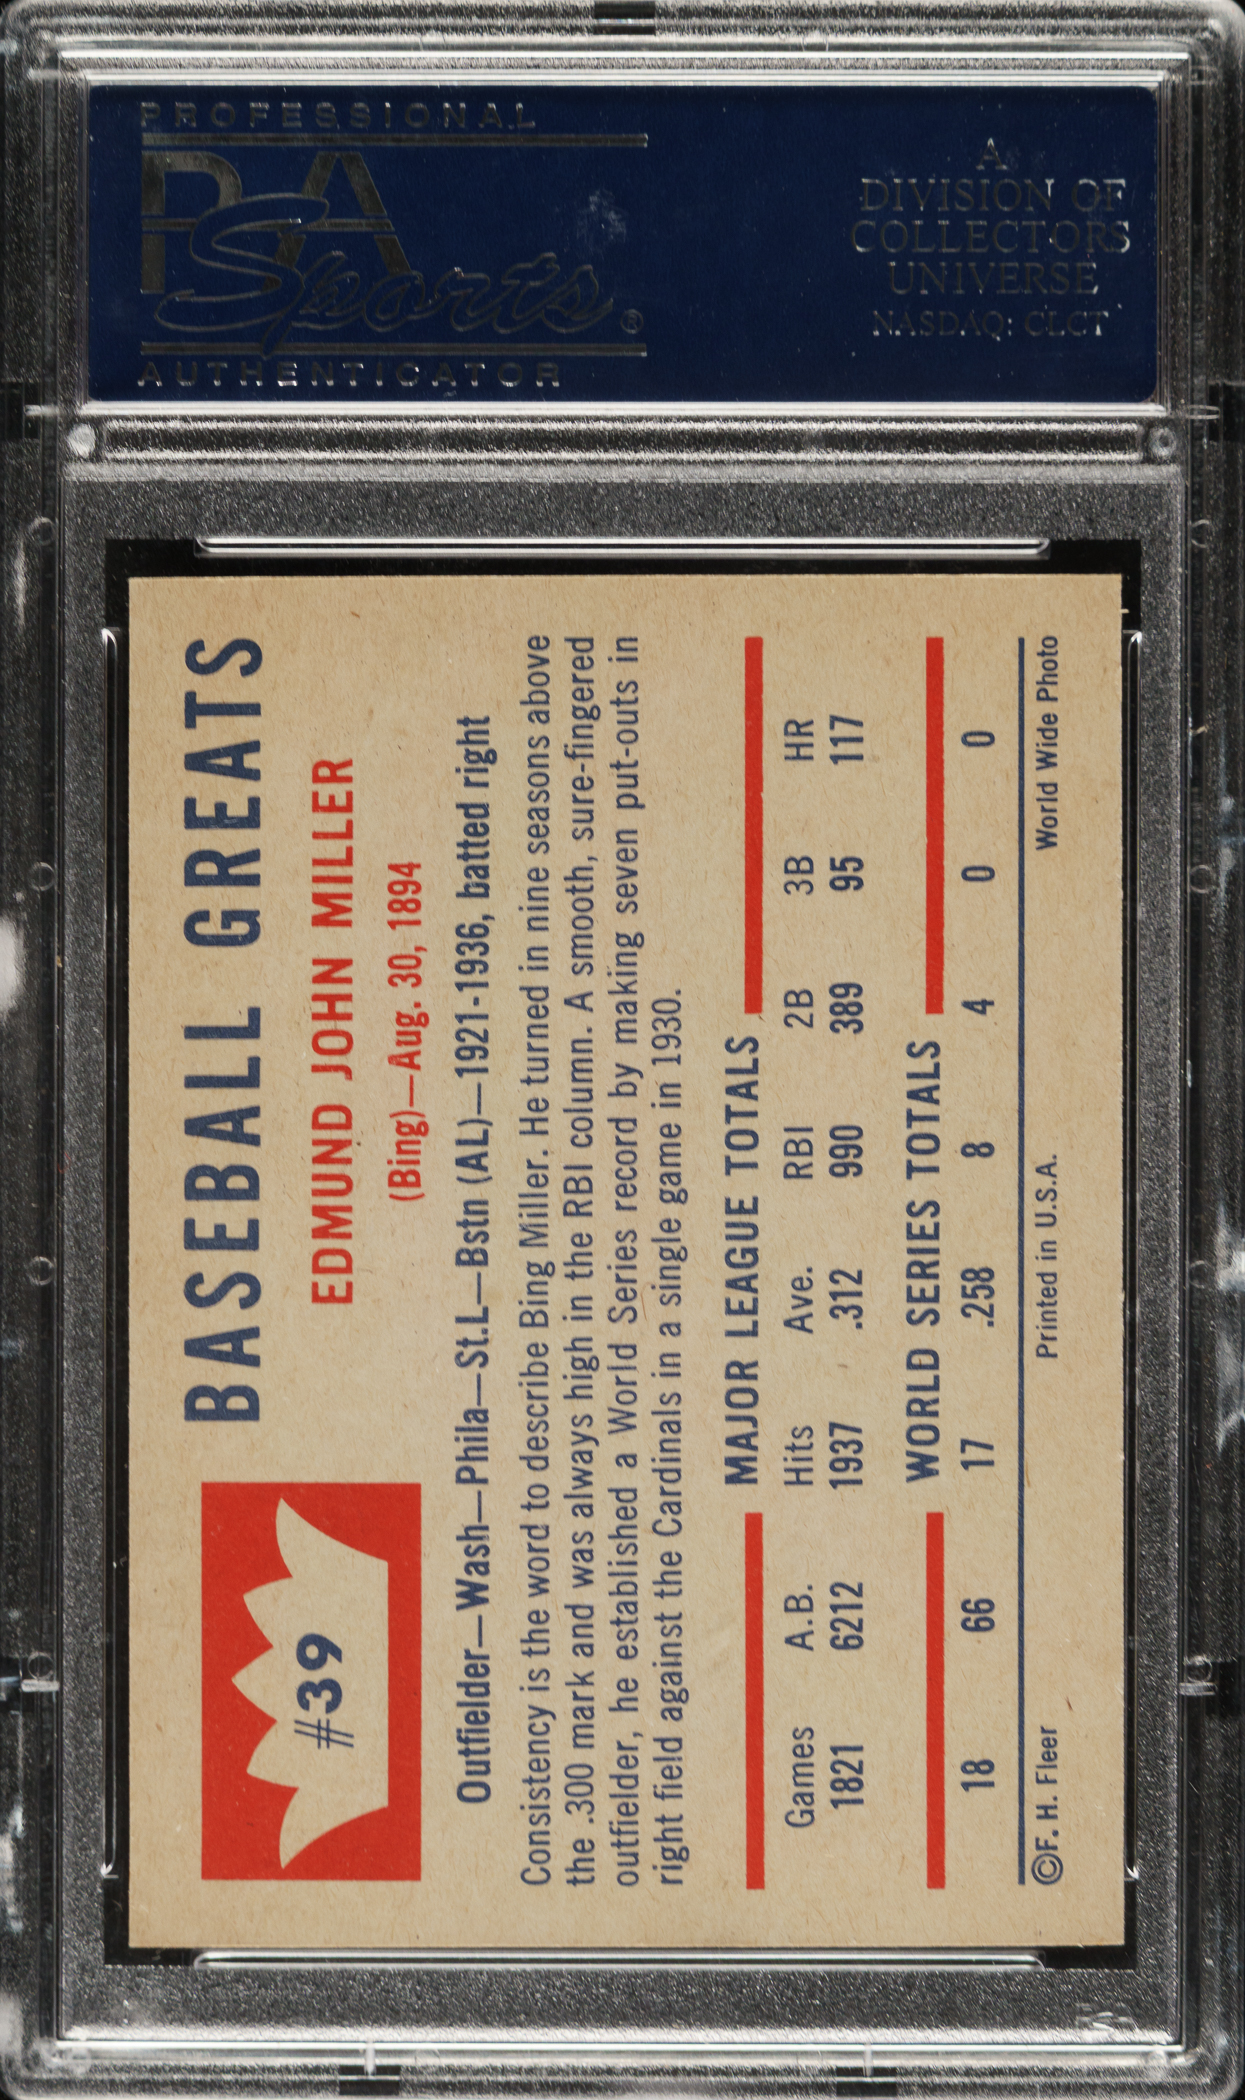 PROFESSIONAL
PSA
Sports®
AUTHENTICATOR
A
DIVISION OF
COLLECTORS
UNIVERSE
NASDAQ: CLCT
#39
BASEBALL GREATS
EDMUND JOHN MILLER
(Bing)—Aug. 30, 1894
Outfielder—Wash—Phila—St.L—Bstn (AL)—1921-1936, batted right
Consistency is the word to describe Bing Miller. He turned in nine seasons above
the .300 mark and was always high in the RBI column. A smooth, sure-fingered
outfielder, he established a World Series record by making seven put-outs in
right field against the Cardinals in a single game in 1930.
MAJOR LEAGUE TOTALS
Games A.B. Hits Ave. RBI 2B 3B HR
1821 6212 1937 .312 990 389 95 117
WORLD SERIES TOTALS
18 66 17 .258 8 4 0 0
©F. H. Fleer Printed in U.S.A. World Wide Photo